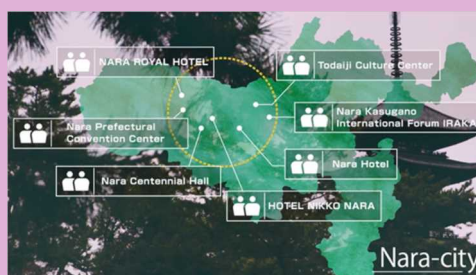 NARA ROYAL HOTEL
Todaiji Culture Center
Nara Prefectural
Convention Center
Nara Kasugano
International Forum IRAKA
Nara Centennial Hall
Nara Hotel
HOTEL NIKKO NARA
Nara-city